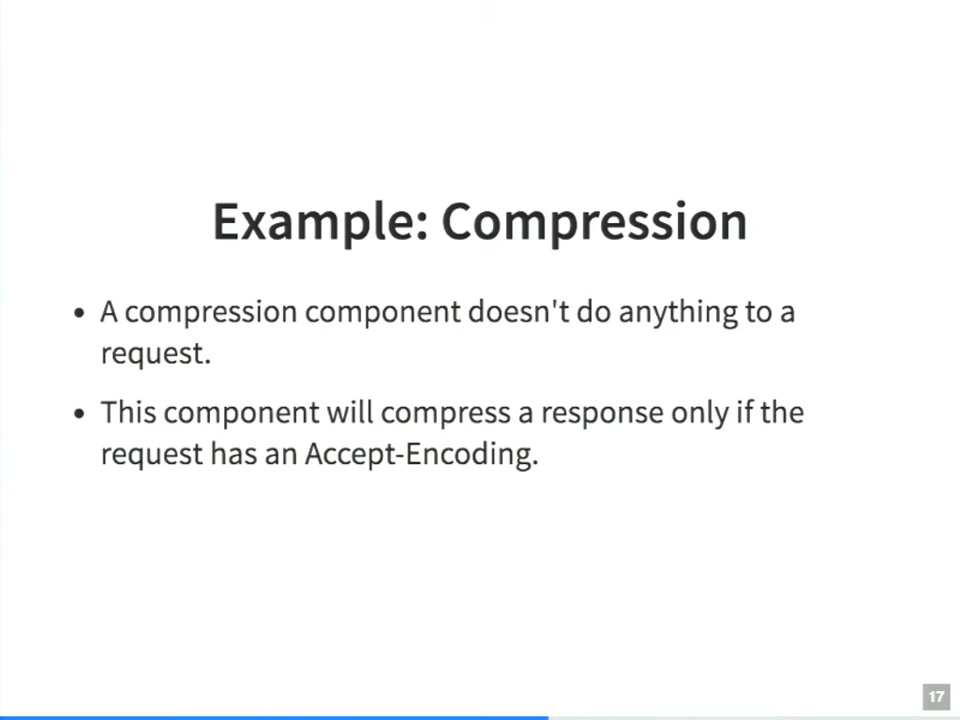 Example: Compression
• A compression component doesn't do anything to a
request.
• This component will compress a response only if the
request has an Accept-Encoding.
17